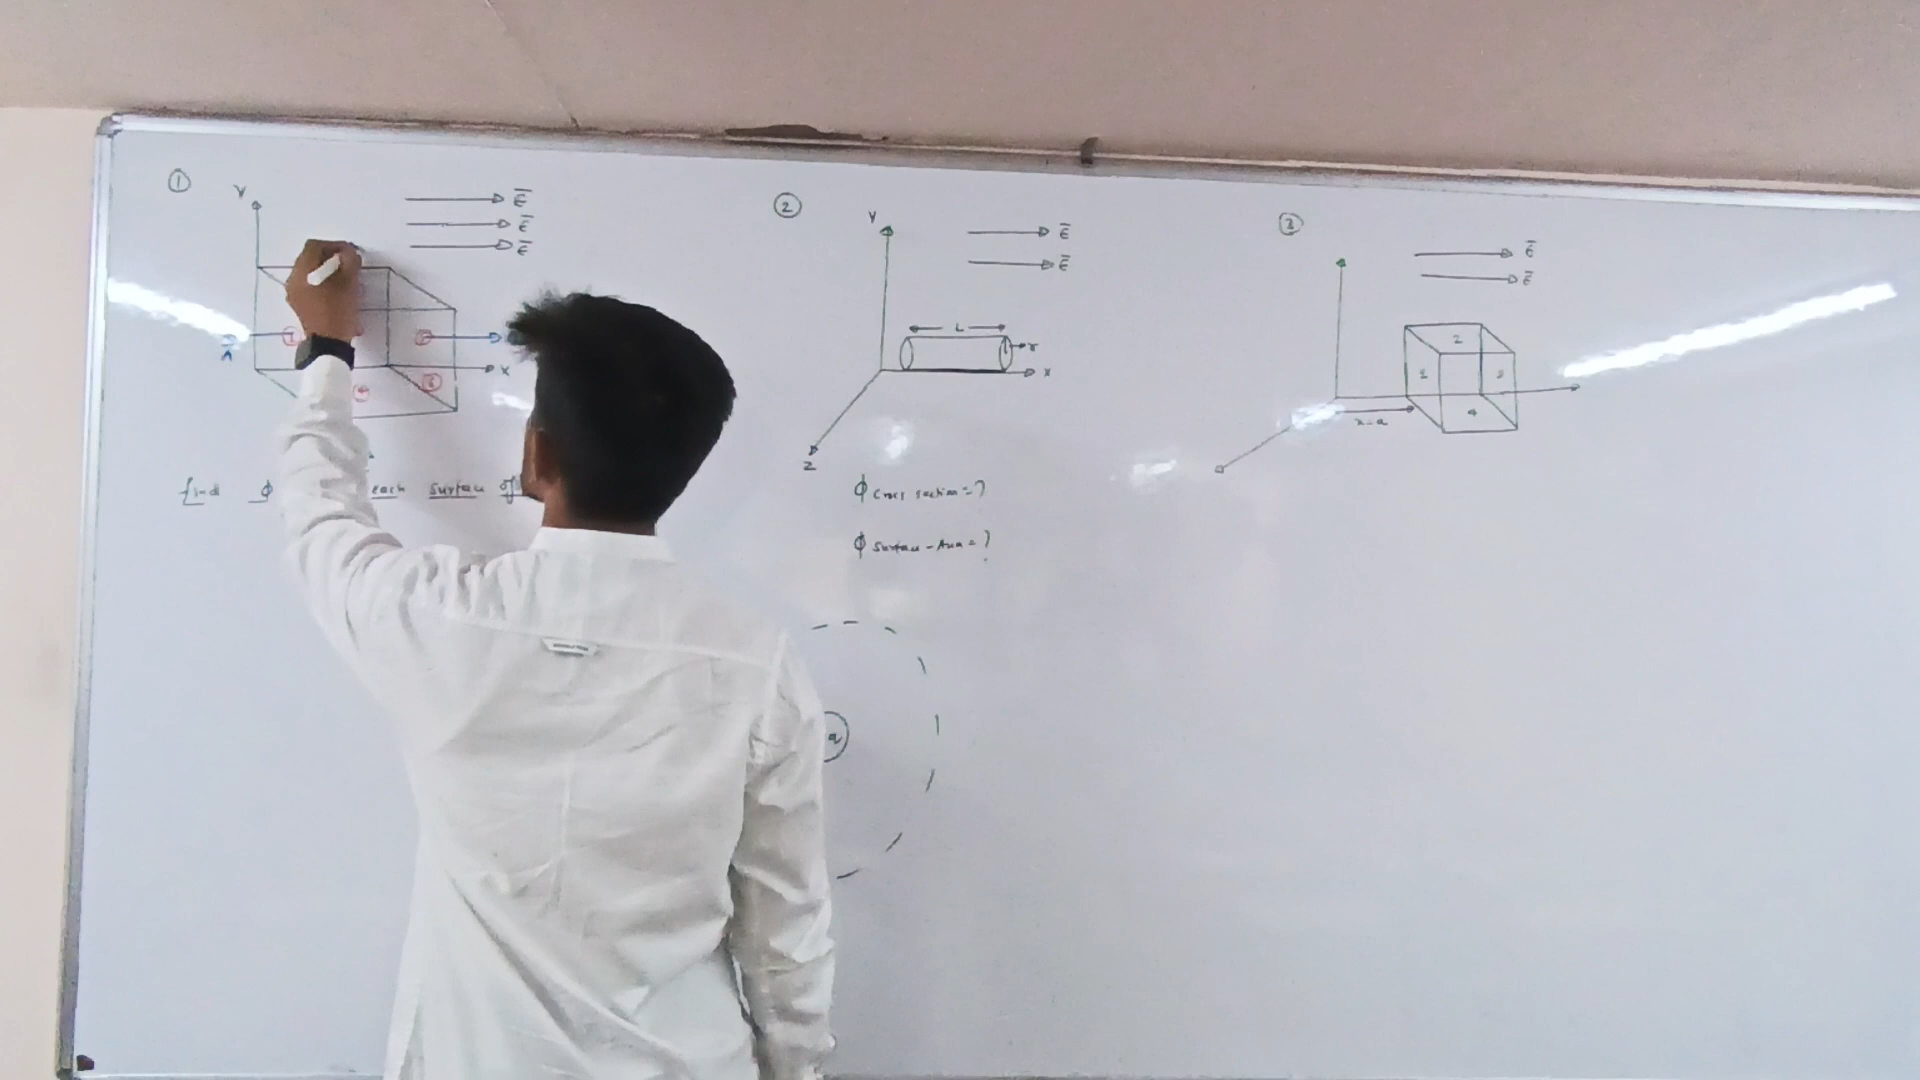 ①
Y
E
E
E
A
X
find ϕ each surface of
②
Y
E
E
L
r
X
Z
ϕ cross section = ?
ϕ surface - Area = ?
q
③
E
E
2
1
3
4
x=a